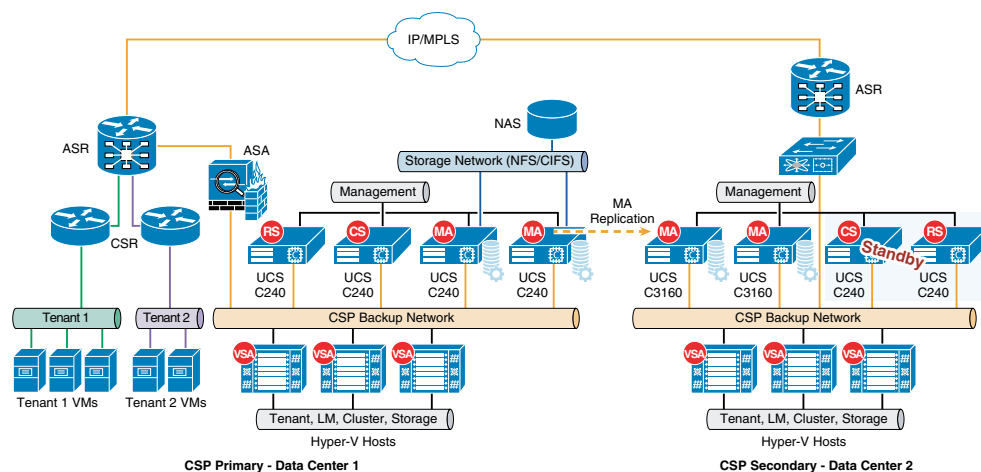 IP/MPLS
ASR
ASR
ASA
NAS
Storage Network (NFS/CIFS)
Management
Management
MA
Replication
CSR
RS
CS
MA
MA
MA
MA
CS
RS
Standby
UCS
C240
UCS
C240
UCS
C240
UCS
C240
UCS
C3160
UCS
C3160
UCS
C240
UCS
C240
Tenant 1
Tenant 2
CSP Backup Network
CSP Backup Network
VSA
VSA
VSA
VSA
VSA
VSA
Tenant 1 VMs
Tenant 2 VMs
Tenant, LM, Cluster, Storage
Tenant, LM, Cluster, Storage
Hyper-V Hosts
Hyper-V Hosts
CSP Primary - Data Center 1
CSP Secondary - Data Center 2